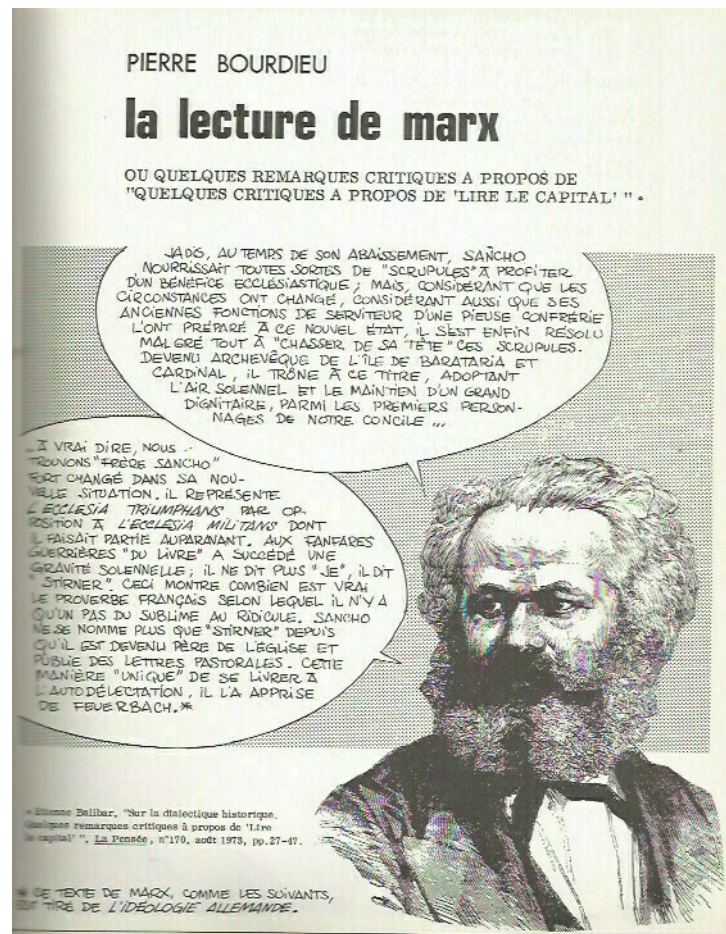 PIERRE BOURDIEU
la lecture de marx
OU QUELQUES REMARQUES CRITIQUES A PROPOS DE
"QUELQUES CRITIQUES A PROPOS DE 'LIRE LE CAPITAL' " *
JADIS, AU TEMPS DE SON ABAISSEMENT, SANCHO
NOURRISSAIT TOUTES SORTES DE "SCRUPULES" À PROFITER
D'UN BÉNÉFICE ECCLÉSIASTIQUE ; MAIS, CONSIDÉRANT QUE LES
CIRCONSTANCES ONT CHANGÉ, CONSIDÉRANT AUSSI QUE SES
ANCIENNES FONCTIONS DE SERVITEUR D'UNE PIEUSE CONFRÉRIE
L'ONT PRÉPARÉ À CE NOUVEL ÉTAT, IL S'EST ENFIN RÉSOLU
MALGRÉ TOUT À "CHASSER DE SA TÊTE" CES SCRUPULES.
DEVENU ARCHEVÊQUE DE L'ÎLE DE BARATARIA ET
CARDINAL, IL TRÔNE À CE TITRE, ADOPTANT
L'AIR SOLENNEL ET LE MAINTIEN D'UN GRAND
DIGNITAIRE, PARMI LES PREMIERS PERSON-
NAGES DE NOTRE CONCILE ...
...À VRAI DIRE, NOUS
TROUVONS "FRÈRE SANCHO"
FORT CHANGÉ DANS SA NOU-
VELLE SITUATION. IL REPRÉSENTE
L'ECCLESIA TRIUMPHANS PAR OP-
POSITION À L'ECCLESIA MILITANS DONT
IL FAISAIT PARTIE AUPARAVANT. AUX FANFARES
GUERRIÈRES "DU LIVRE" A SUCCÉDÉ UNE
GRAVITÉ SOLENNELLE ; IL NE DIT PLUS "JE", IL DIT
"STIRNER". CECI MONTRE COMBIEN EST VRAI
LE PROVERBE FRANÇAIS SELON LEQUEL IL N'Y A
QU'UN PAS DU SUBLIME AU RIDICULE. SANCHO
NE SE NOMME PLUS QUE "STIRNER" DEPUIS
QU'IL EST DEVENU PÈRE DE L'ÉGLISE ET
PUBLIE DES LETTRES PASTORALES. CETTE
MANIÈRE "UNIQUE" DE SE LIVRER À
L'AUTODÉLECTATION, IL L'A APPRISE
DE FEUERBACH.*
* Etienne Balibar, "Sur la dialectique historique.
Quelques remarques critiques à propos de 'Lire
le capital' ", La Pensée, n°170, août 1973, pp.27-47.
* CE TEXTE DE MARX, COMME LES SUIVANTS,
EST TIRÉ DE L'IDÉOLOGIE ALLEMANDE.